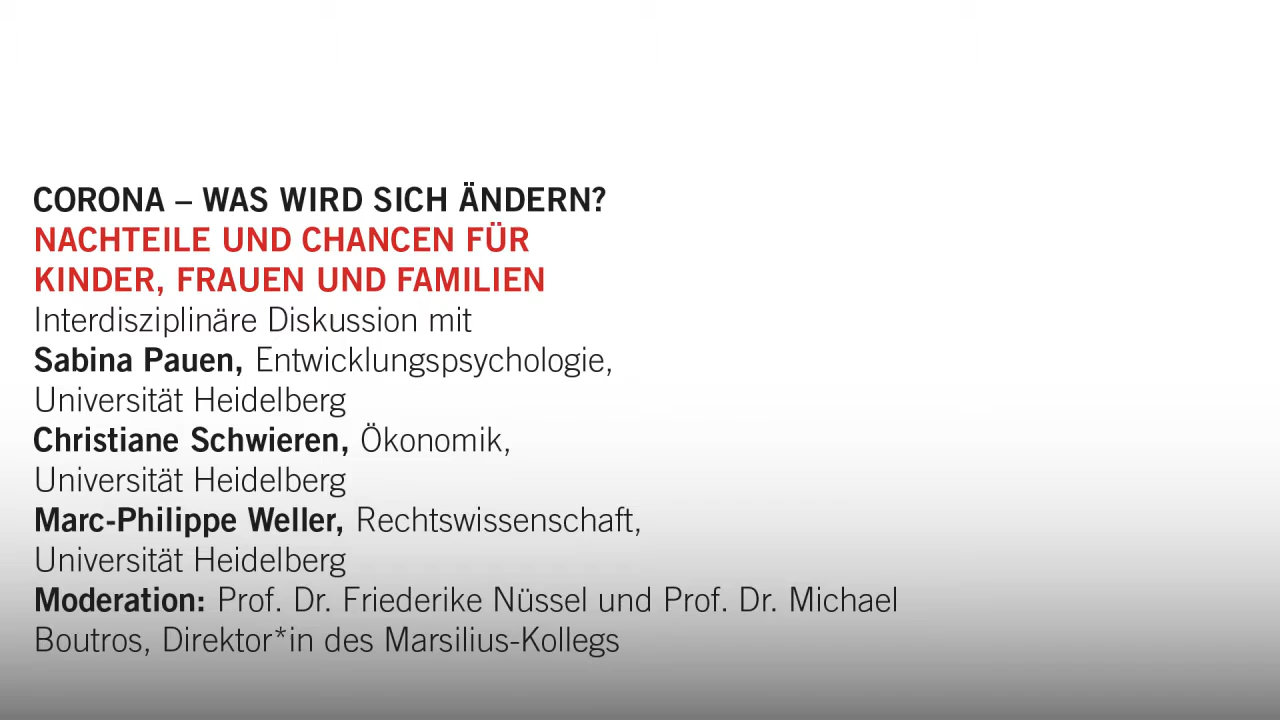 CORONA – WAS WIRD SICH ÄNDERN?
NACHTEILE UND CHANCEN FÜR
KINDER, FRAUEN UND FAMILIEN
Interdisziplinäre Diskussion mit
Sabina Pauen, Entwicklungspsychologie,
Universität Heidelberg
Christiane Schwieren, Ökonomik,
Universität Heidelberg
Marc-Philippe Weller, Rechtswissenschaft,
Universität Heidelberg
Moderation: Prof. Dr. Friederike Nüssel und Prof. Dr. Michael
Boutros, Direktor*in des Marsilius-Kollegs